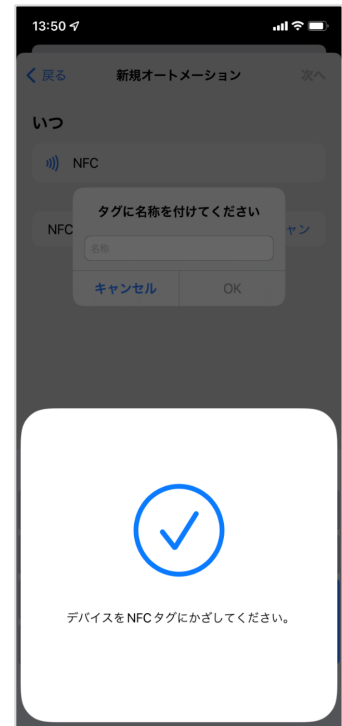 13:50
戻る 新規オートメーション 次へ
いつ
NFC
タグに名称を付けてください
NFC ャン
名称
キャンセル OK
デバイスをNFCタグにかざしてください。